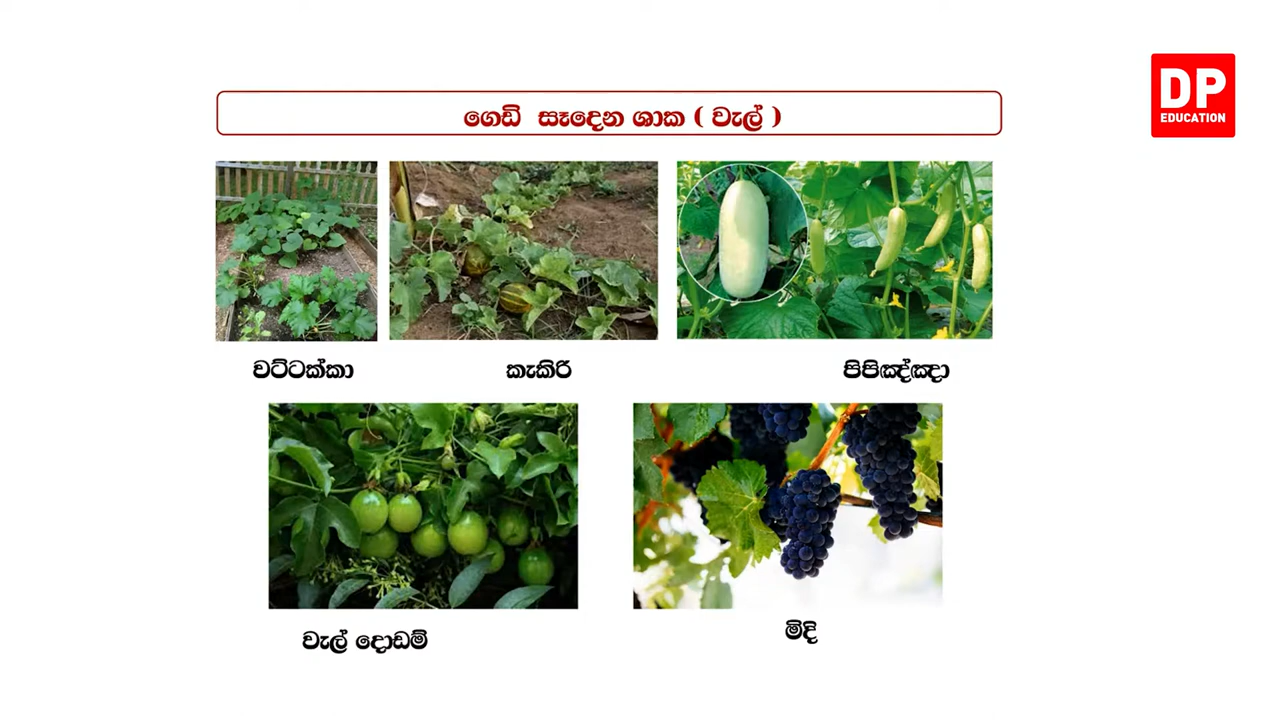 DP
EDUCATION
ගෙඩි සෑදෙන ශාක ( වැල් )
වට්ටක්කා
කැකිරි
පිපිඤ්ඤා
වැල් දොඩම්
මිදි